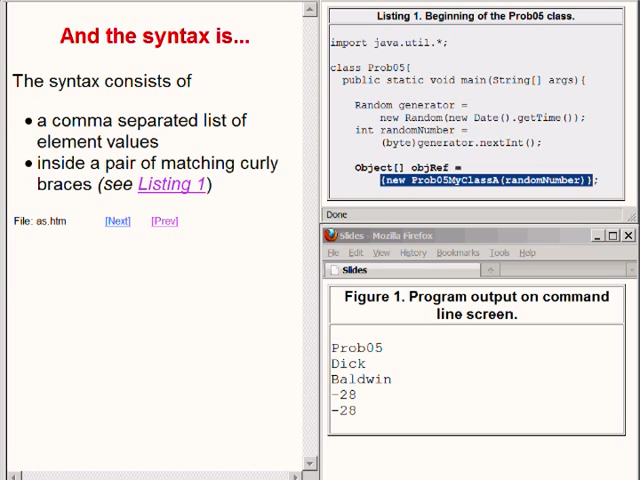 And the syntax is...
The syntax consists of
• a comma separated list of
element values
• inside a pair of matching curly
braces (see Listing 1)
File: as.htm [Next] [Prev]
Listing 1. Beginning of the Prob05 class.
import java.util.*;
class Prob05{
public static void main(String[] args){
Random generator =
new Random(new Date().getTime());
int randomNumber =
(byte)generator.nextInt();
Object[] objRef =
{new Prob05MyClassA(randomNumber)};
Done
Slides - Mozilla Firefox
File Edit View History Bookmarks Tools Help
Slides
Figure 1. Program output on command
line screen.
Prob05
Dick
Baldwin
-28
-28